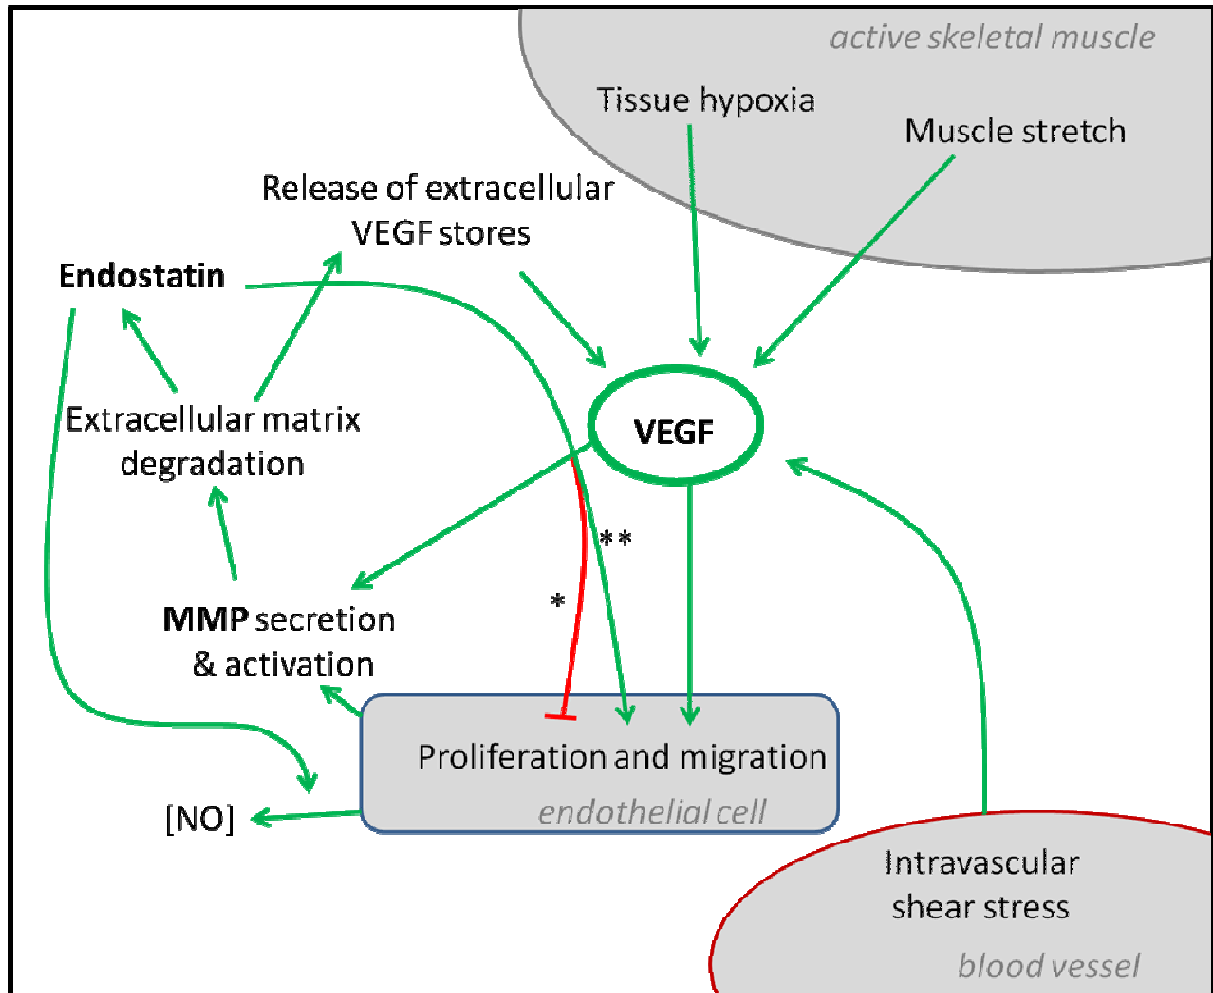 active skeletal muscle
Tissue hypoxia
Muscle stretch
Release of extracellular
VEGF stores
Endostatin
Extracellular matrix
degradation
VEGF
**
*
MMP secretion
& activation
Proliferation and migration
endothelial cell
[NO]
Intravascular
shear stress
blood vessel